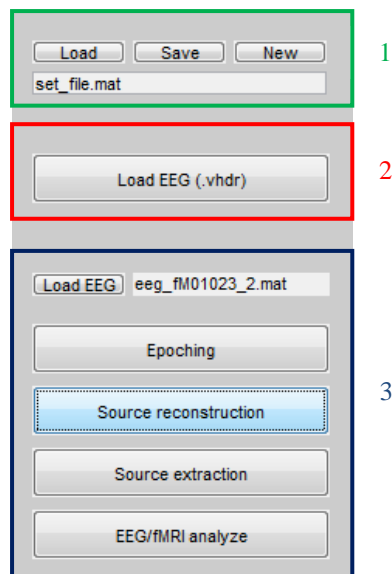 Load Save New 1
set_file.mat
Load EEG (.vhdr) 2
Load EEG eeg_fM01023_2.mat
Epoching
Source reconstruction 3
Source extraction
EEG/fMRI analyze